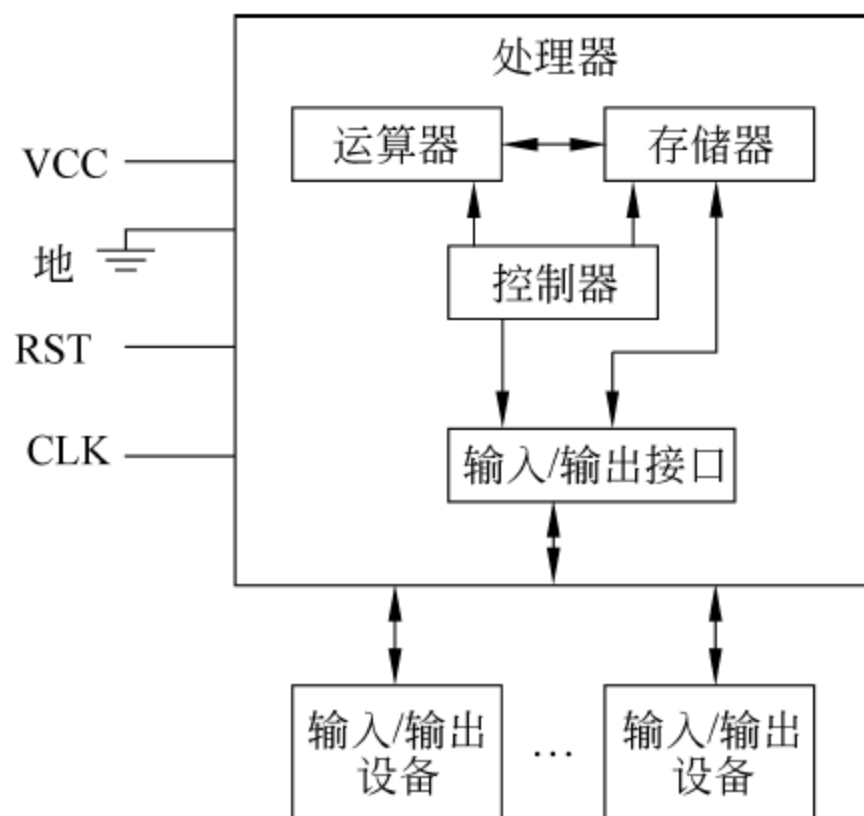 处理器
运算器
存储器
VCC
地
控制器
RST
CLK
输入/输出接口
输入/输出
设备
…
输入/输出
设备